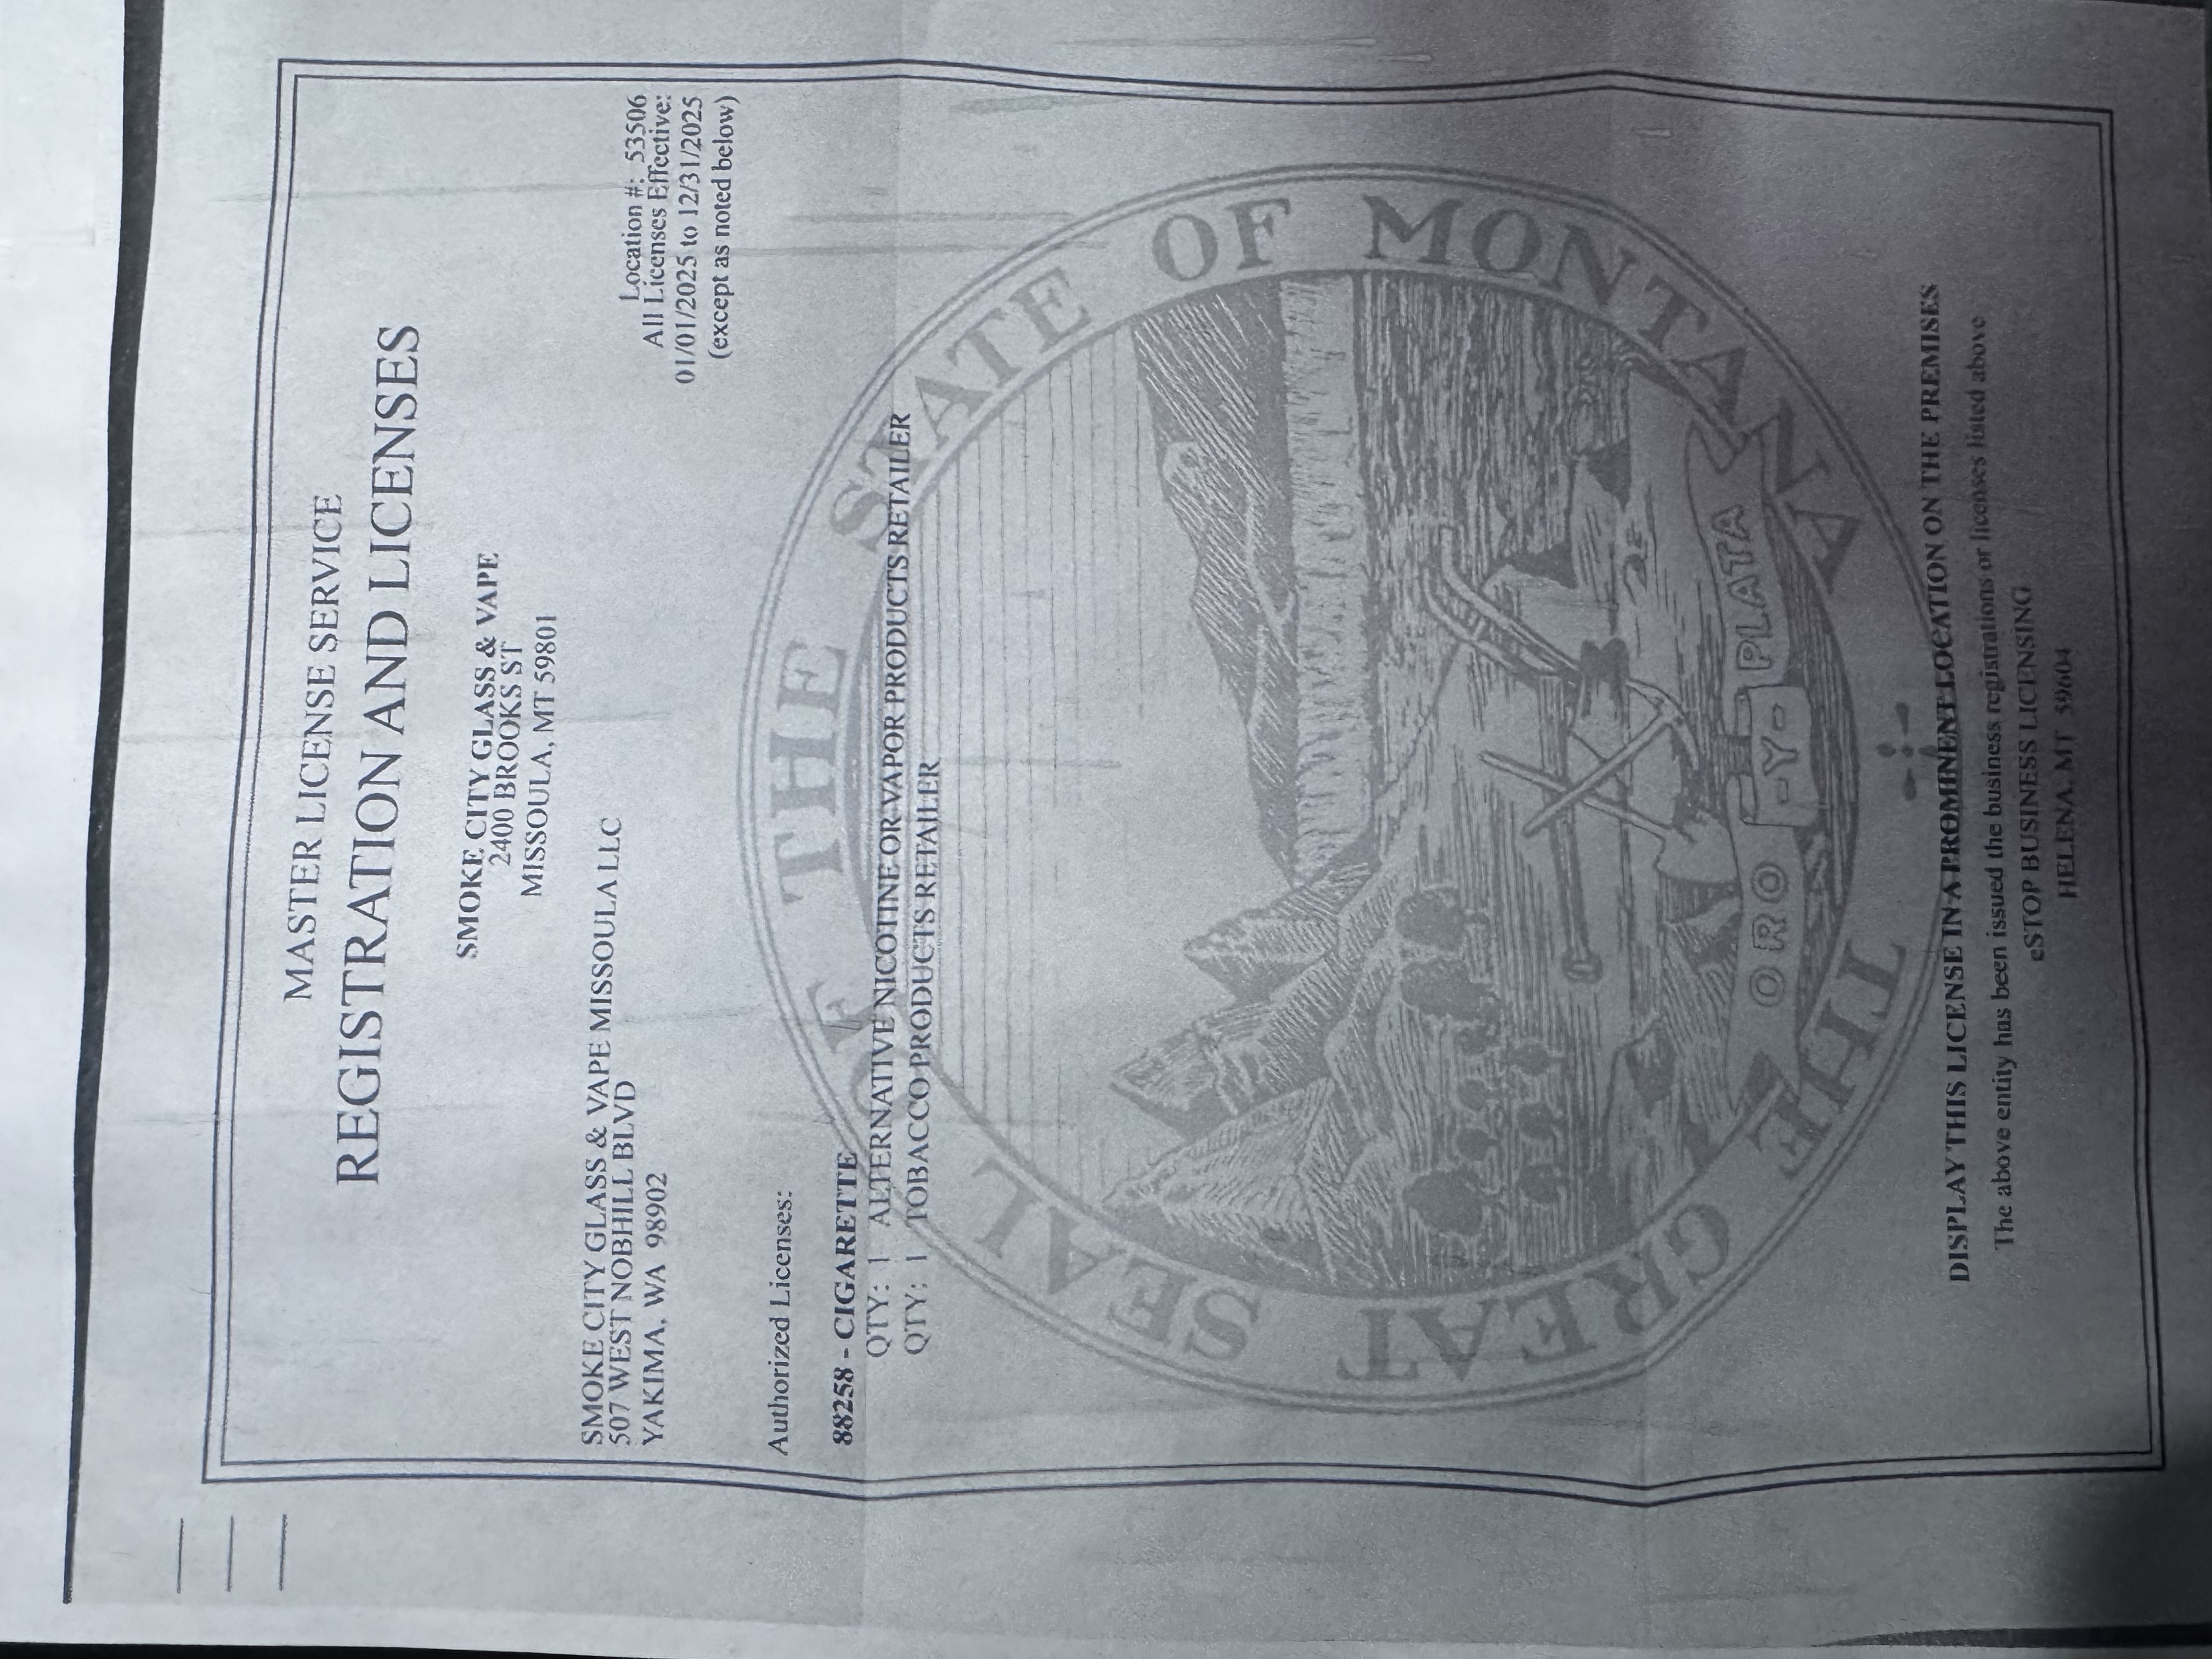 MASTER LICENSE SERVICE
REGISTRATION AND LICENSES
SMOKE CITY GLASS & VAPE
2400 BROOKS ST
MISSOULA, MT 59801
SMOKE CITY GLASS & VAPE MISSOULA LLC
507 WEST NOBHILL BLVD
YAKIMA, WA 98902
Location #: 53506
All Licenses Effective:
01/01/2025 to 12/31/2025
(except as noted below)
Authorized Licenses:
88258 - CIGARETTE
QTY: 1 ALTERNATIVE NICOTINE OR VAPOR PRODUCTS RETAILER
QTY: 1 TOBACCO PRODUCTS RETAILER
THE GREAT SEAL OF THE STATE OF MONTANA
ORO -Y- PLATA
DISPLAY THIS LICENSE IN A PROMINENT LOCATION ON THE PREMISES
The above entity has been issued the business registrations or licenses listed above
eSTOP BUSINESS LICENSING
HELENA, MT 59604